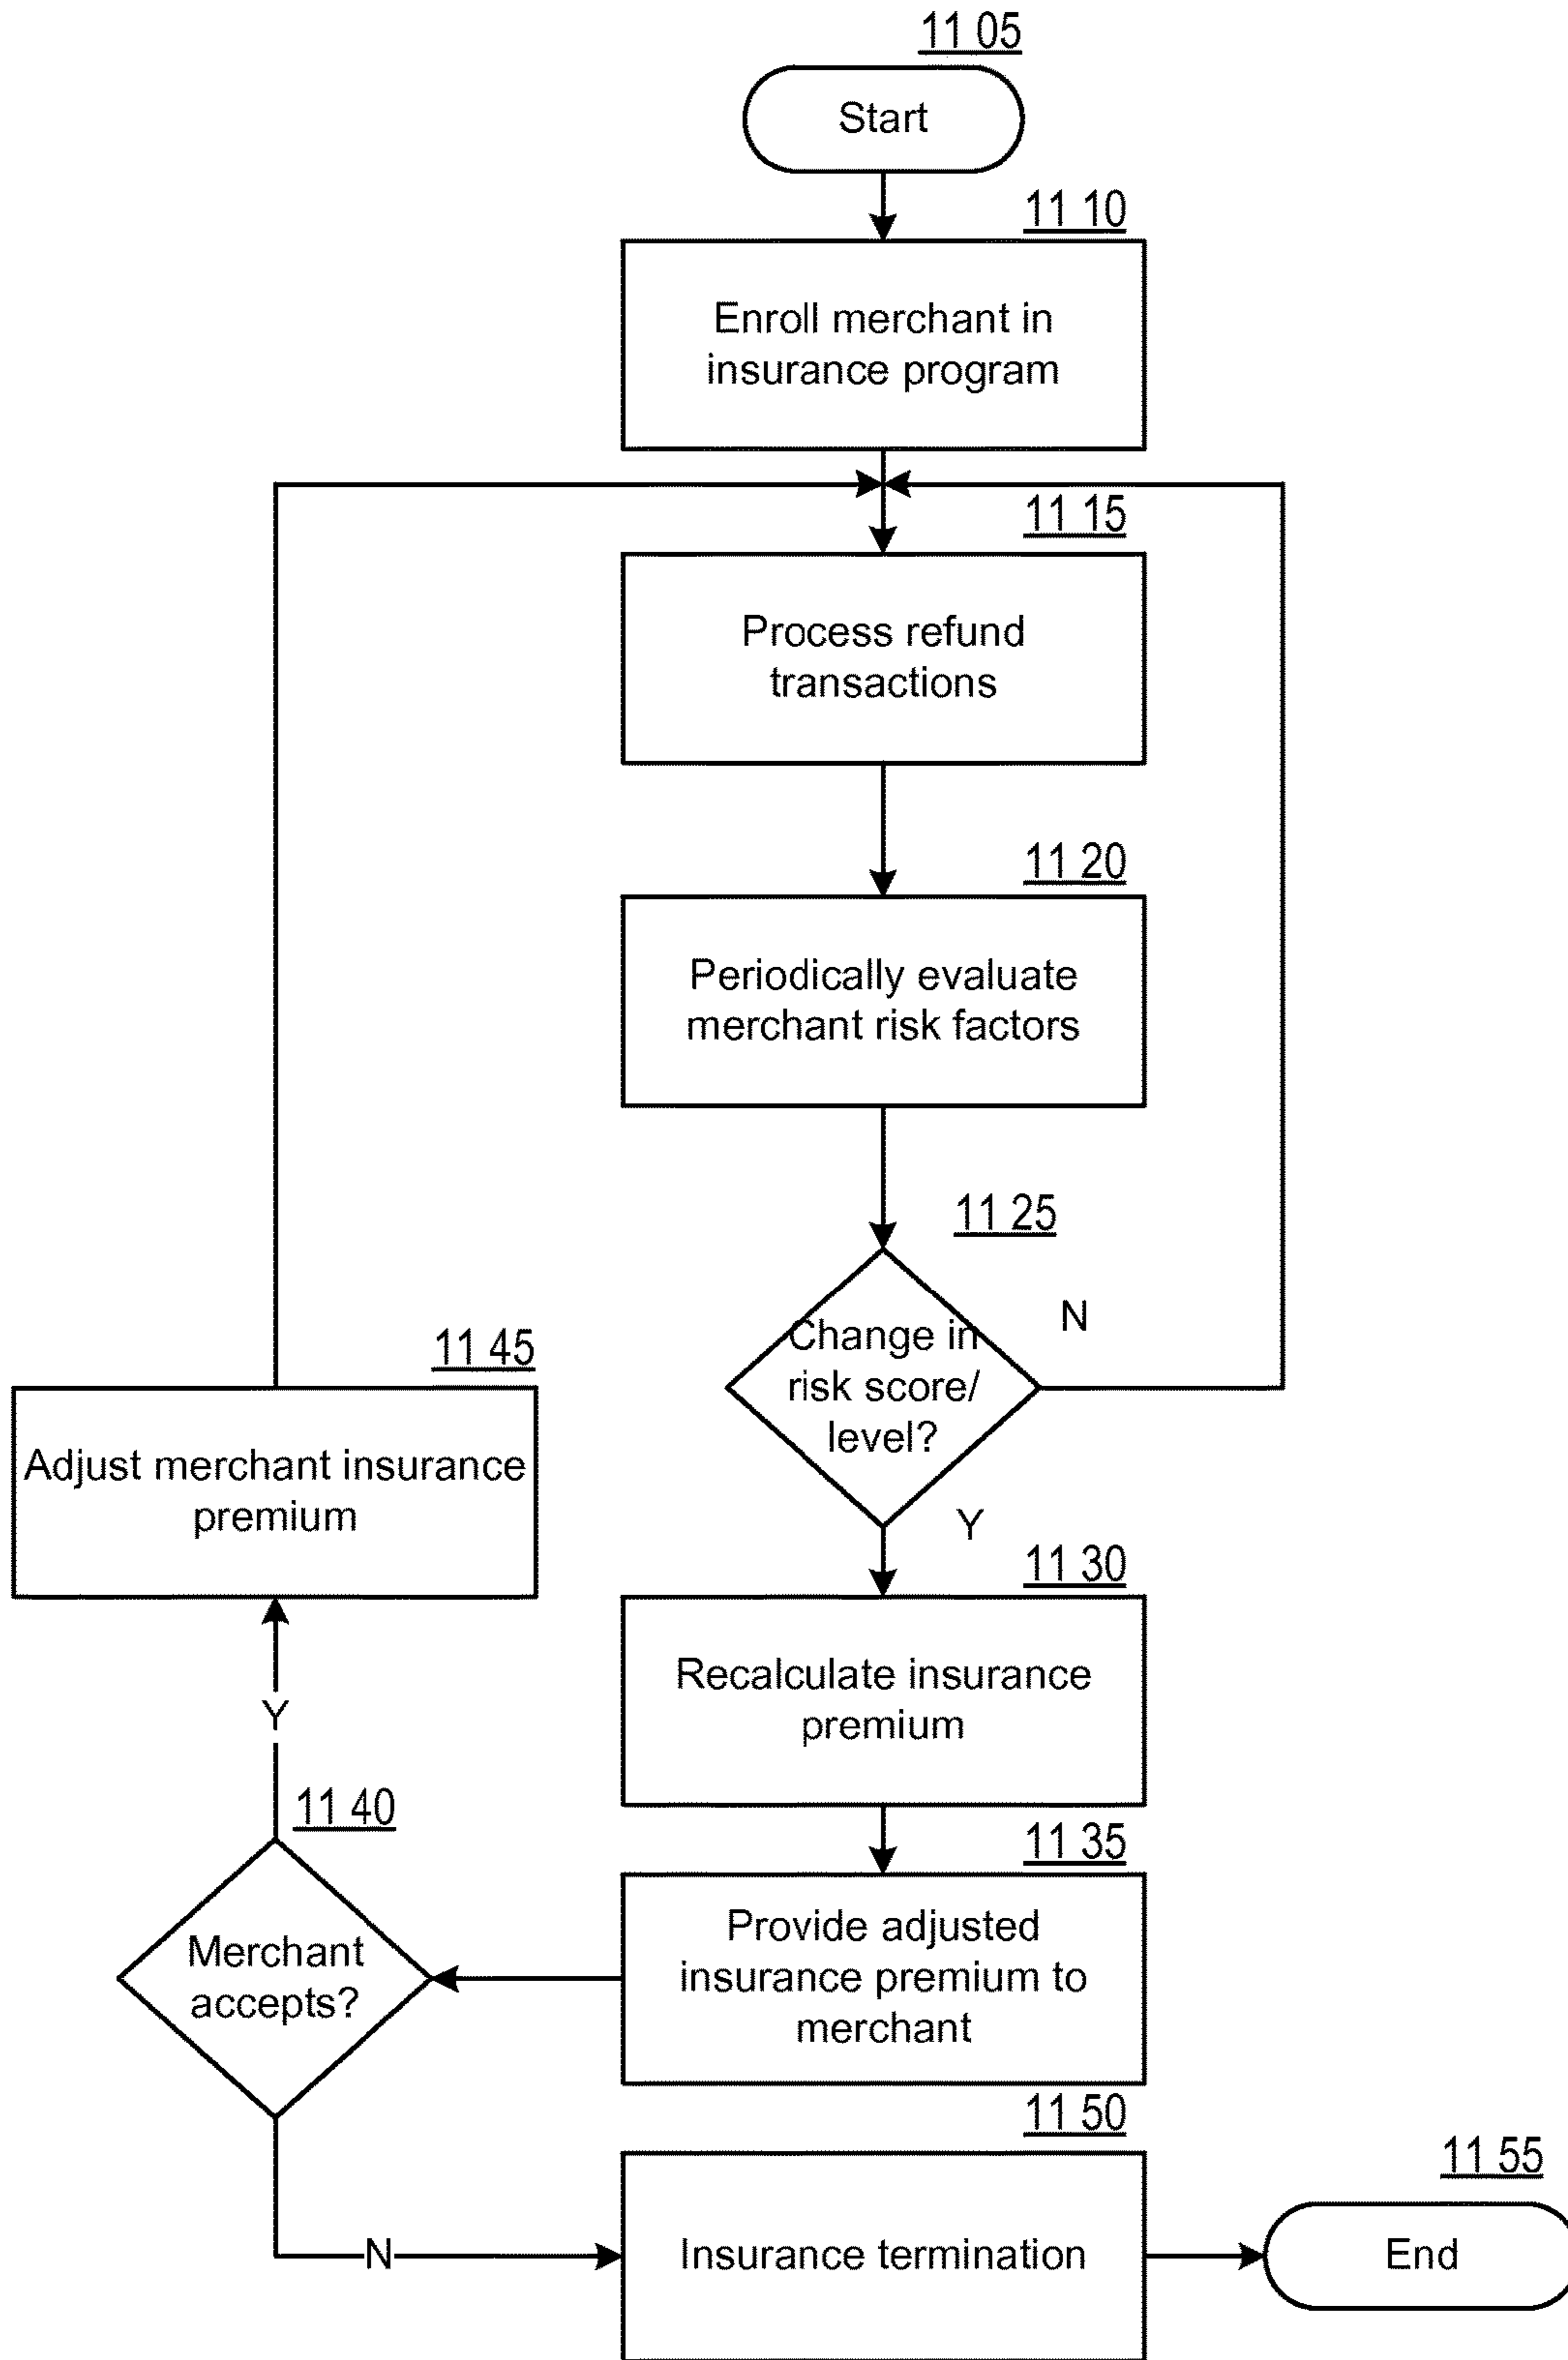 11 05
Start
11 10
Enroll merchant in
insurance program
11 15
Process refund
transactions
11 20
Periodically evaluate
merchant risk factors
11 25
Change in
risk score/
level?
N
Y
11 30
Recalculate insurance
premium
11 35
Provide adjusted
insurance premium to
merchant
11 40
Merchant
accepts?
Y
11 45
Adjust merchant insurance
premium
N
11 50
Insurance termination
11 55
End